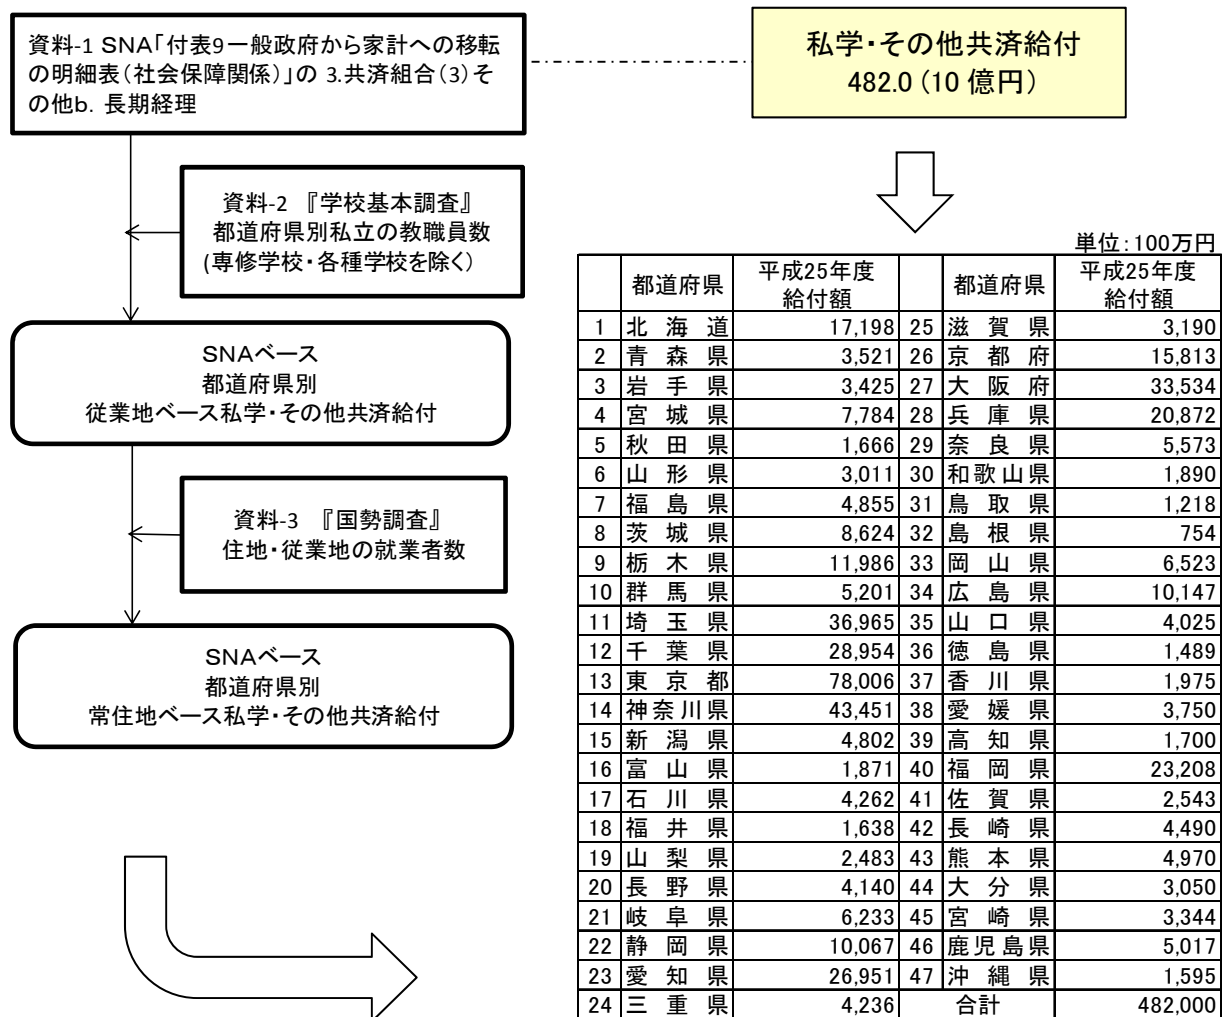 資料-1 SNA「付表9一般政府から家計への移転
の明細表(社会保障関係)」の 3.共済組合(3)そ
の他b. 長期経理
私学・その他共済給付
482.0 (10 億円)
資料-2 『学校基本調査』
都道府県別私立の教職員数
(専修学校・各種学校を除く)
SNAベース
都道府県別
従業地ベース私学・その他共済給付
資料-3 『国勢調査』
住地・従業地の就業者数
SNAベース
都道府県別
常住地ベース私学・その他共済給付
単位:100万円
都道府県 平成25年度 給付額 都道府県 平成25年度 給付額
1 北海道 17,198 25 滋賀県 3,190
2 青森県 3,521 26 京都府 15,813
3 岩手県 3,425 27 大阪府 33,534
4 宮城県 7,784 28 兵庫県 20,872
5 秋田県 1,666 29 奈良県 5,573
6 山形県 3,011 30 和歌山県 1,890
7 福島県 4,855 31 鳥取県 1,218
8 茨城県 8,624 32 島根県 754
9 栃木県 11,986 33 岡山県 6,523
10 群馬県 5,201 34 広島県 10,147
11 埼玉県 36,965 35 山口県 4,025
12 千葉県 28,954 36 徳島県 1,489
13 東京都 78,006 37 香川県 1,975
14 神奈川県 43,451 38 愛媛県 3,750
15 新潟県 4,802 39 高知県 1,700
16 富山県 1,871 40 福岡県 23,208
17 石川県 4,262 41 佐賀県 2,543
18 福井県 1,638 42 長崎県 4,490
19 山梨県 2,483 43 熊本県 4,970
20 長野県 4,140 44 大分県 3,050
21 岐阜県 6,233 45 宮崎県 3,344
22 静岡県 10,067 46 鹿児島県 5,017
23 愛知県 26,951 47 沖縄県 1,595
24 三重県 4,236 合計 482,000